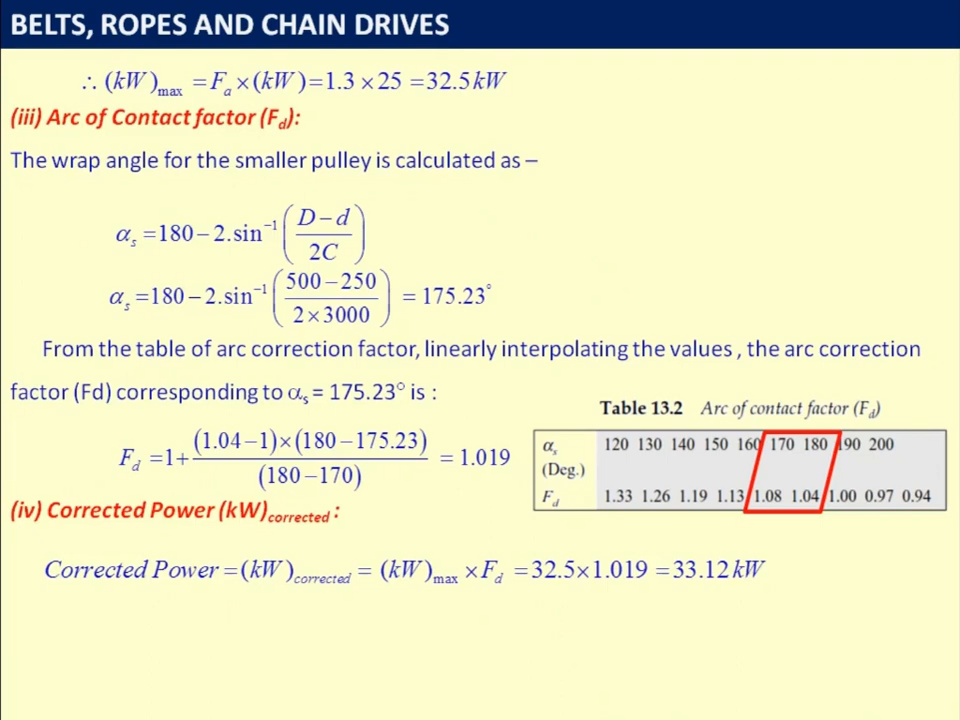 BELTS, ROPES AND CHAIN DRIVES
∴ (kW)max = Fa × (kW) = 1.3 × 25 = 32.5 kW
(iii) Arc of Contact factor (Fd):
The wrap angle for the smaller pulley is calculated as –
αs = 180 − 2.sin⁻¹((D − d)/2C)
αs = 180 − 2.sin⁻¹((500 − 250)/(2 × 3000)) = 175.23°
From the table of arc correction factor, linearly interpolating the values , the arc correction
factor (Fd) corresponding to αs = 175.23° is :
Table 13.2 Arc of contact factor (Fd)
αs (Deg.) 120 130 140 150 160 170 180 190 200
Fd 1.33 1.26 1.19 1.13 1.08 1.04 1.00 0.97 0.94
Fd = 1 + ((1.04 − 1) × (180 − 175.23))/(180 − 170) = 1.019
(iv) Corrected Power (kW)corrected :
Corrected Power = (kW)corrected = (kW)max × Fd = 32.5 × 1.019 = 33.12 kW